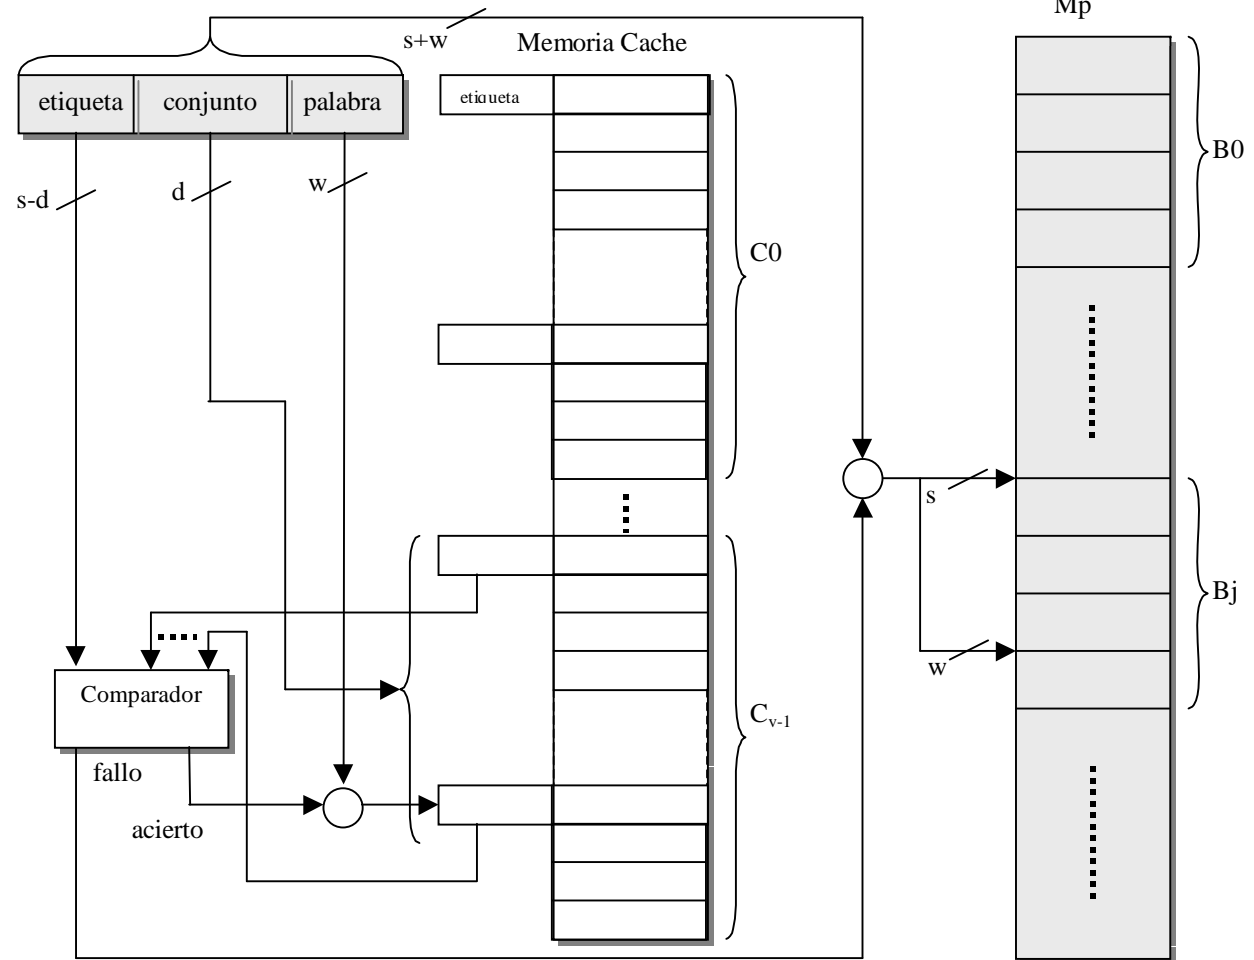 Mp
s+w
Memoria Cache
etiqueta
conjunto
palabra
etiqueta
B0
s-d
d
w
C0
s
Bj
w
Comparador
C_{v-1}
fallo
acierto